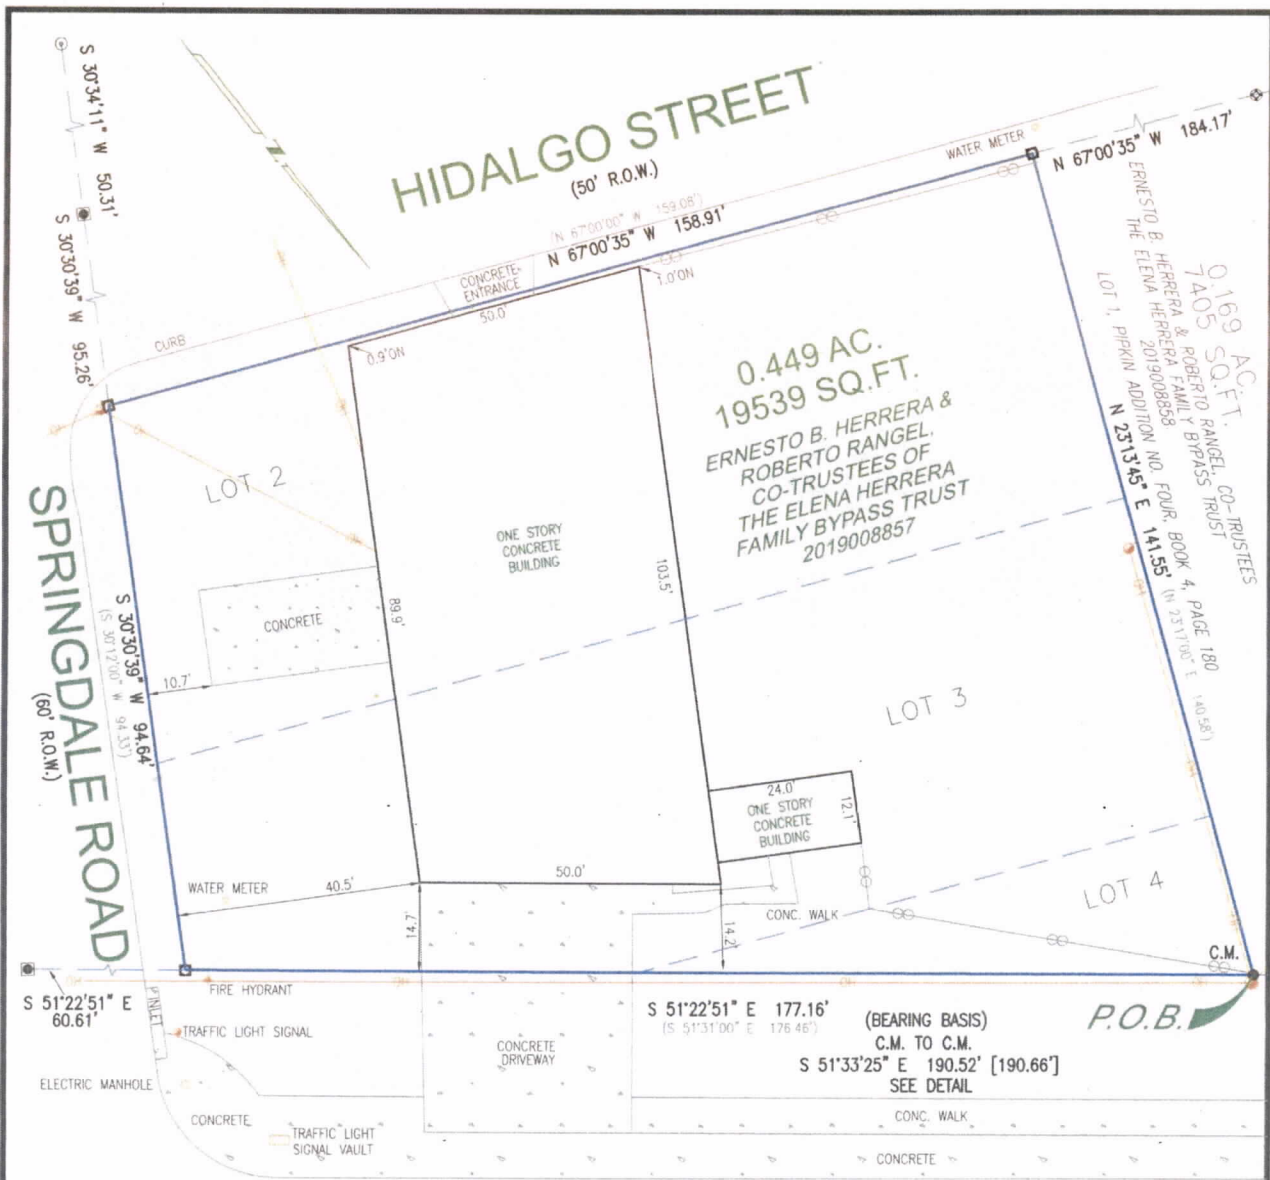 HIDALGO STREET
(50' R.O.W.)
(N 67°00'00" W 159.08')
N 67°00'35" W 158.91'
WATER METER
N 67°00'35" W 184.17'
S 30°34'11" W 50.31'
S 30°30'39" W 95.26'
CURB
CONCRETE
ENTRANCE
50.0'
0.9'ON
1.0'ON
0.169 AC.
7405 SQ.FT.
ERNESTO B. HERRERA & ROBERTO RANGEL, CO-TRUSTEES
THE ELENA HERRERA FAMILY BYPASS TRUST
2019008858
LOT 1, PIPKIN ADDITION NO. FOUR, BOOK 4, PAGE 180
N 23°13'45" E 141.55'
(N 23°17'00" E 140.58')
0.449 AC.
19539 SQ.FT.
ERNESTO B. HERRERA &
ROBERTO RANGEL,
CO-TRUSTEES OF
THE ELENA HERRERA
FAMILY BYPASS TRUST
2019008857
LOT 2
ONE STORY
CONCRETE
BUILDING
103.5'
89.9'
CONCRETE
SPRINGDALE ROAD
(60' R.O.W.)
S 30°30'39" W 94.64'
(S 30°12'00" W 94.33')
10.7'
LOT 3
24.0'
12.1'
ONE STORY
CONCRETE
BUILDING
WATER METER
40.5'
50.0'
14.7'
14.2'
CONC. WALK
LOT 4
C.M.
P.O.B.
S 51°22'51" E
60.61'
FIRE HYDRANT
INLET
TRAFFIC LIGHT SIGNAL
S 51°22'51" E 177.16'
(S 51°31'00" E 176.46')
(BEARING BASIS)
C.M. TO C.M.
S 51°33'25" E 190.52' [190.66']
SEE DETAIL
CONCRETE
DRIVEWAY
ELECTRIC MANHOLE
CONCRETE
TRAFFIC LIGHT
SIGNAL VAULT
CONC. WALK
CONCRETE